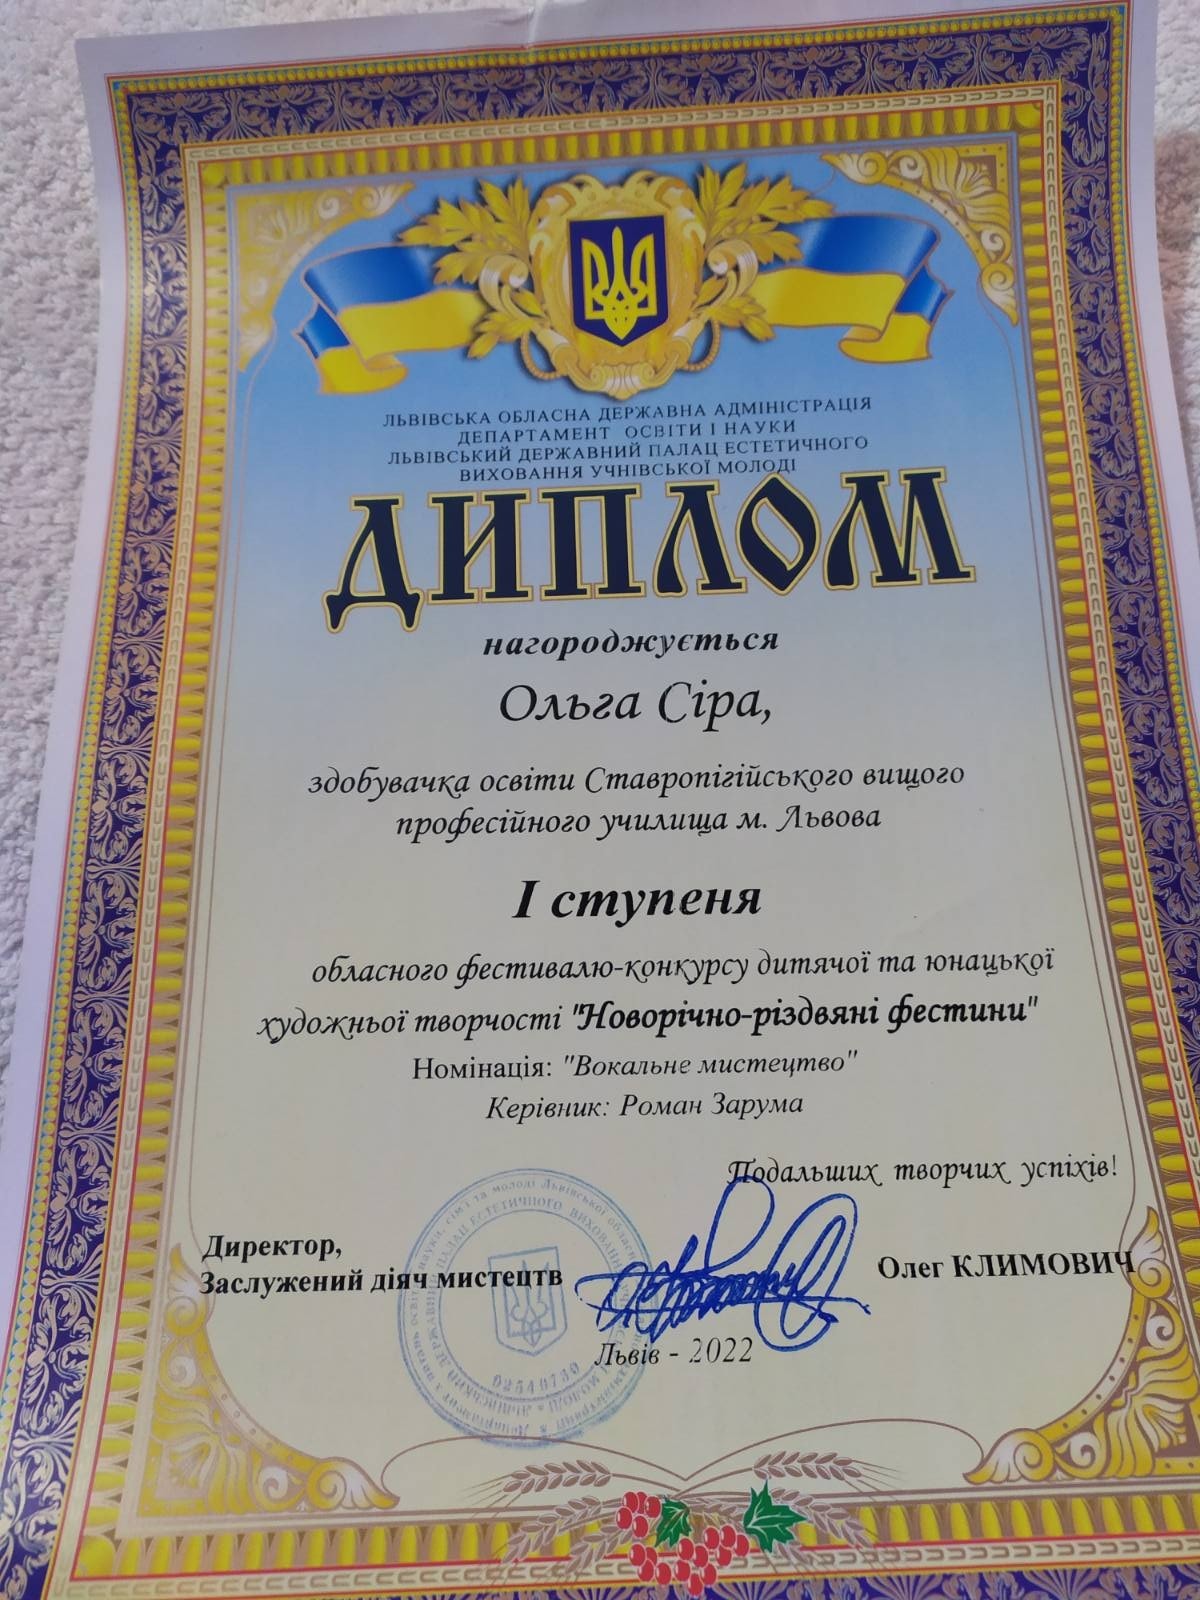 ЛЬВІВСЬКА ОБЛАСНА ДЕРЖАВНА АДМІНІСТРАЦІЯ
ДЕПАРТАМЕНТ ОСВІТИ І НАУКИ
ЛЬВІВСЬКИЙ ДЕРЖАВНИЙ ПАЛАЦ ЕСТЕТИЧНОГО
ВИХОВАННЯ УЧНІВСЬКОЇ МОЛОДІ
ДИПЛОМ
нагороджується
Ольга Сіра,
здобувачка освіти Ставропігійського вищого
професійного училища м. Львова
І ступеня
обласного фестивалю-конкурсу дитячої та юнацької
художньої творчості "Новорічно-різдвяні фестини"
Номінація: "Вокальне мистецтво"
Керівник: Роман Зарума
Подальших творчих успіхів!
Директор,
Заслужений діяч мистецтв
Олег КЛИМОВИЧ
Львів - 2022